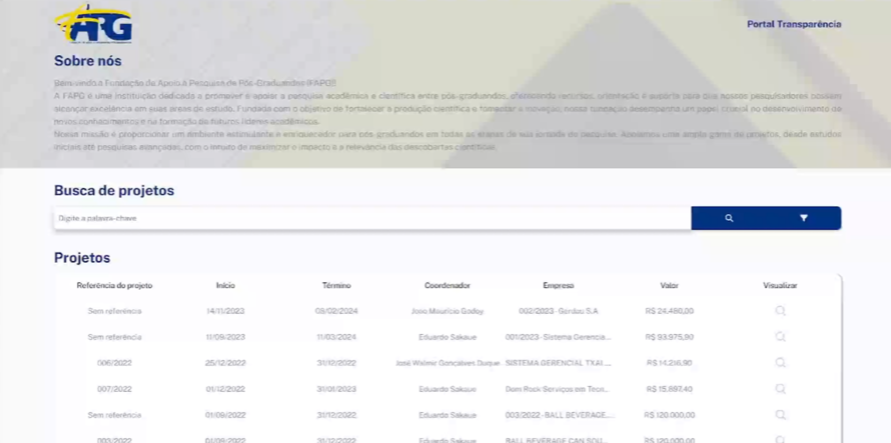 FAPG
Portal Transparência
Sobre nós
Bem-vindo a Fundação de Apoio à Pesquisa de Pós-Graduandos (FAPG)!
A FAPG é uma instituição dedicada a promover e apoiar a pesquisa acadêmica e científica entre pós-graduandos, oferecendo recursos, orientação e suporte para que nossos pesquisadores possam
alcançar excelência em suas áreas de estudo. Fundada com o objetivo de fortalecer a produção científica e fomentar a inovação, nossa fundação desempenha um papel crucial no desenvolvimento de
novos conhecimentos e na formação de futuros líderes acadêmicos.
Nossa missão é proporcionar um ambiente estimulante e enriquecedor para pós-graduandos em todas as etapas de sua jornada de pesquisa. Apoiamos uma ampla gama de projetos, desde estudos
iniciais até pesquisas avançadas, com o intuito de maximizar o impacto e a relevância das descobertas científicas.
Busca de projetos
Digite a palavra-chave
Projetos
Referência do projeto Início Término Coordenador Empresa Valor Visualizar
Sem referência 14/11/2023 08/02/2024 João Maurício Godoy 002/2023- Gerdau S.A R$ 24.480,00
Sem referência 11/09/2023 11/03/2024 Eduardo Sakaue 001/2023-Sistema Gerencia... R$ 93.975,90
006/2022 25/12/2022 31/12/2022 José Walmir Gonçalves Duque SISTEMA GERENCIAL TXAI ... R$ 14.216,90
007/2022 01/12/2022 31/01/2023 Eduardo Sakaue Dom Rock Serviços em Tecn... R$ 15.697,40
Sem referência 01/09/2022 31/12/2022 Eduardo Sakaue 003/2022-BALL BEVERAGE... R$ 120.000,00
003/2022 31/12/2022 Eduardo Sakaue BALL BEVERAGE CAN SOU... R$ 120.000,00